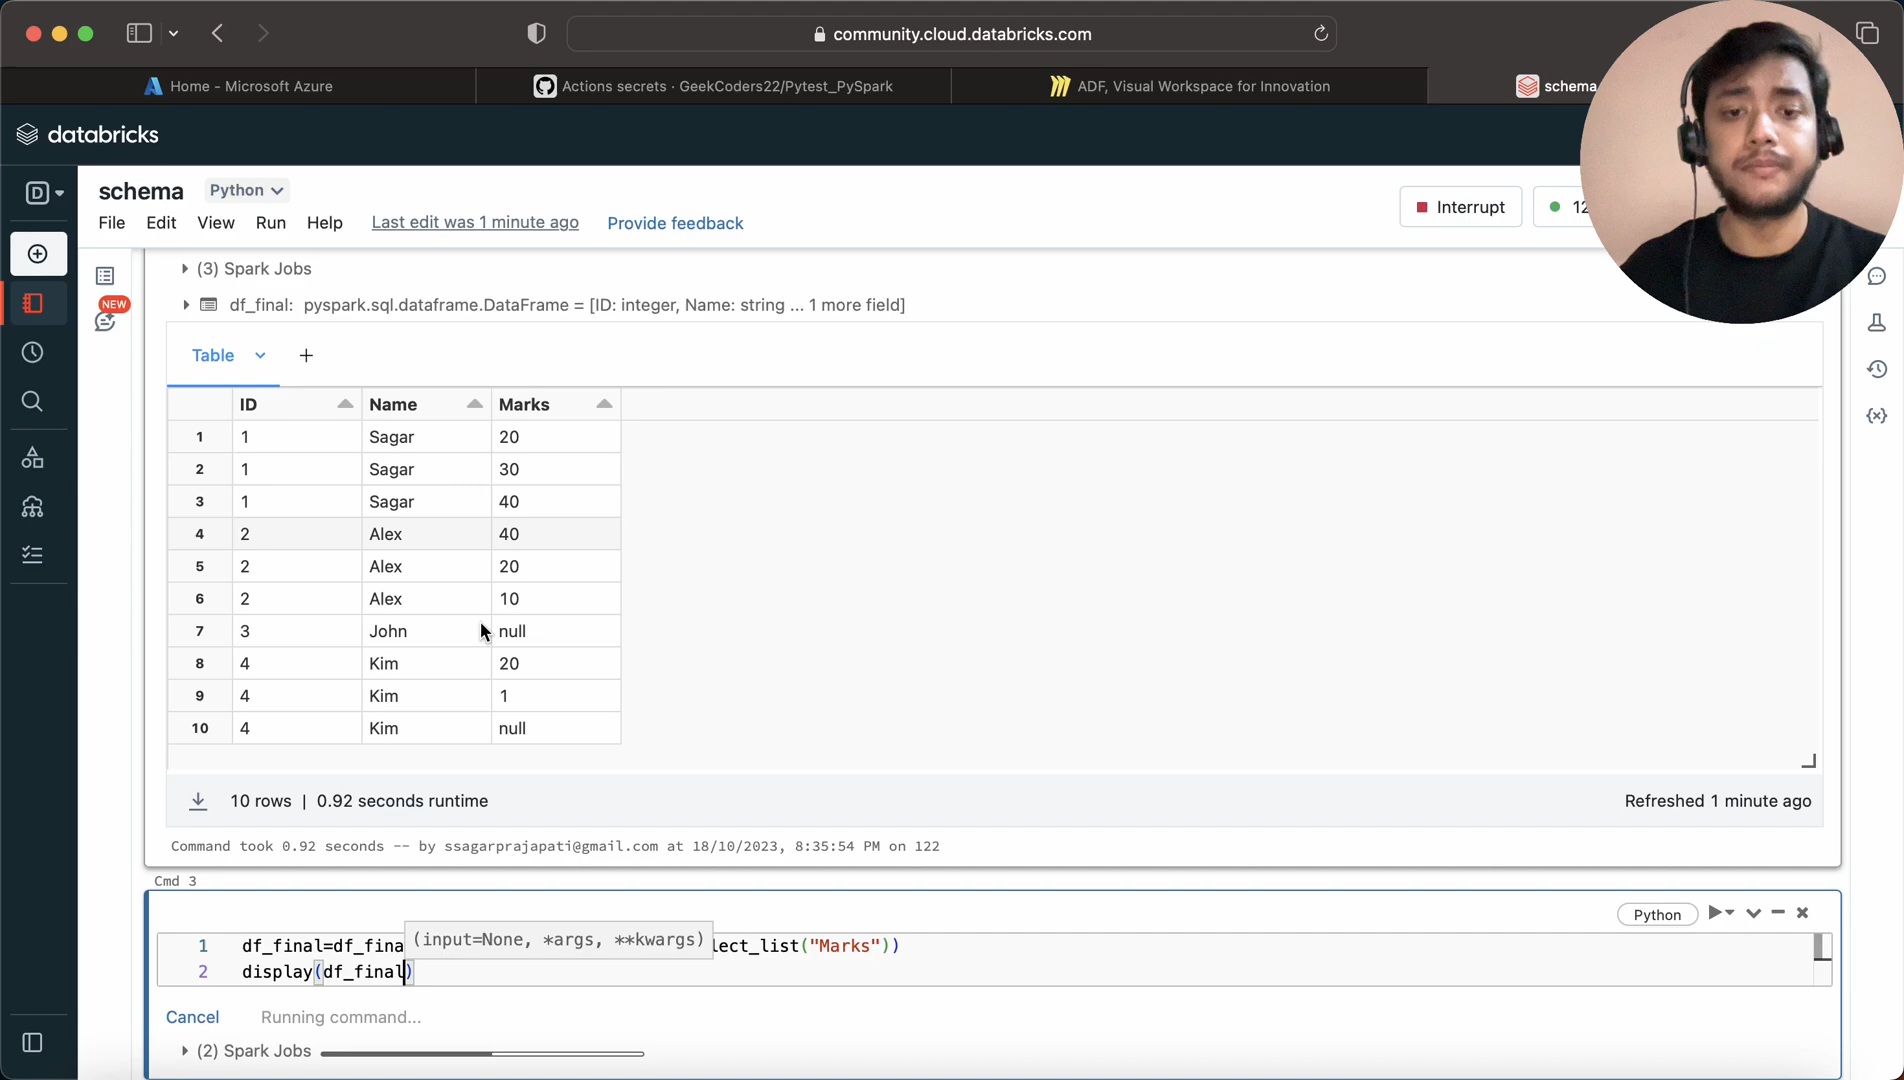 community.cloud.databricks.com
Home - Microsoft Azure
Actions secrets · GeekCoders22/Pytest_PySpark
ADF, Visual Workspace for Innovation
schema
databricks
D
schema Python
File Edit View Run Help Last edit was 1 minute ago Provide feedback
Interrupt
12
NEW
(3) Spark Jobs
df_final: pyspark.sql.dataframe.DataFrame = [ID: integer, Name: string ... 1 more field]
Table +
ID Name Marks
1 1 Sagar 20
2 1 Sagar 30
3 1 Sagar 40
4 2 Alex 40
5 2 Alex 20
6 2 Alex 10
7 3 John null
8 4 Kim 20
9 4 Kim 1
10 4 Kim null
10 rows | 0.92 seconds runtime
Refreshed 1 minute ago
Command took 0.92 seconds -- by ssagarprajapati@gmail.com at 18/10/2023, 8:35:54 PM on 122
Cmd 3
Python
(input=None, *args, **kwargs)
1 df_final=df_fina lect_list("Marks"))
2 display(df_final)
Cancel Running command...
(2) Spark Jobs